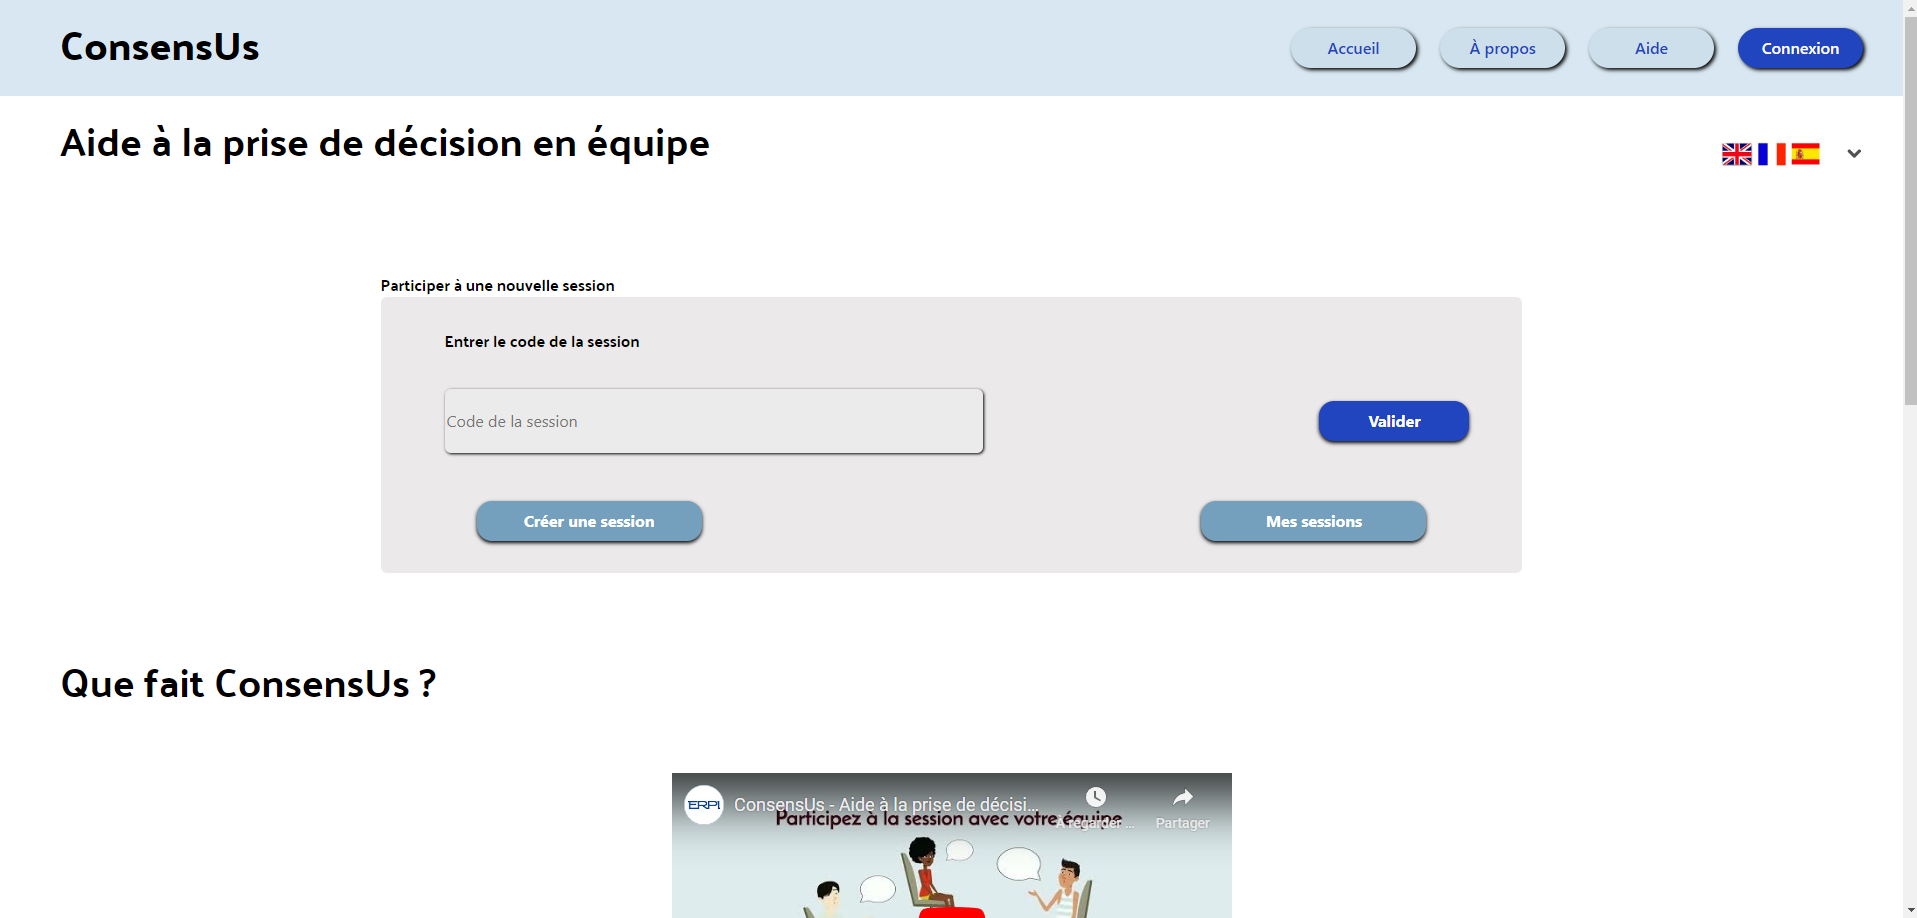 ConsensUs
Accueil
À propos
Aide
Connexion
Aide à la prise de décision en équipe
Participer à une nouvelle session
Entrer le code de la session
Code de la session
Valider
Créer une session
Mes sessions
Que fait ConsensUs ?
ERPI
ConsensUs - Aide à la prise de décisi...
Participez à la session avec votre équipe
À regarder ...
Partager